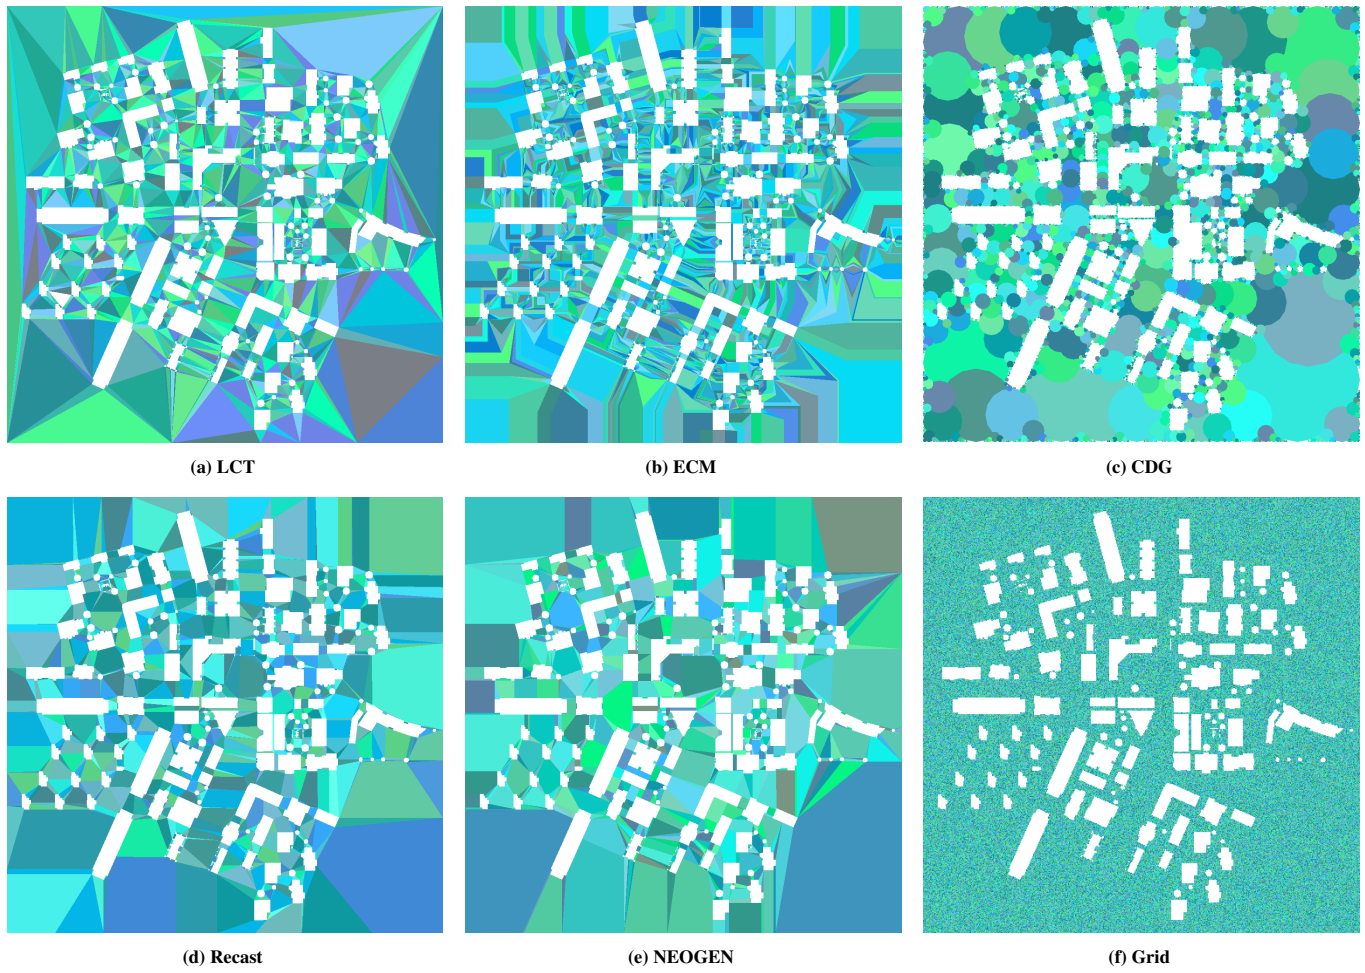 (a) LCT
(b) ECM
(c) CDG
(d) Recast
(e) NEOGEN
(f) Grid